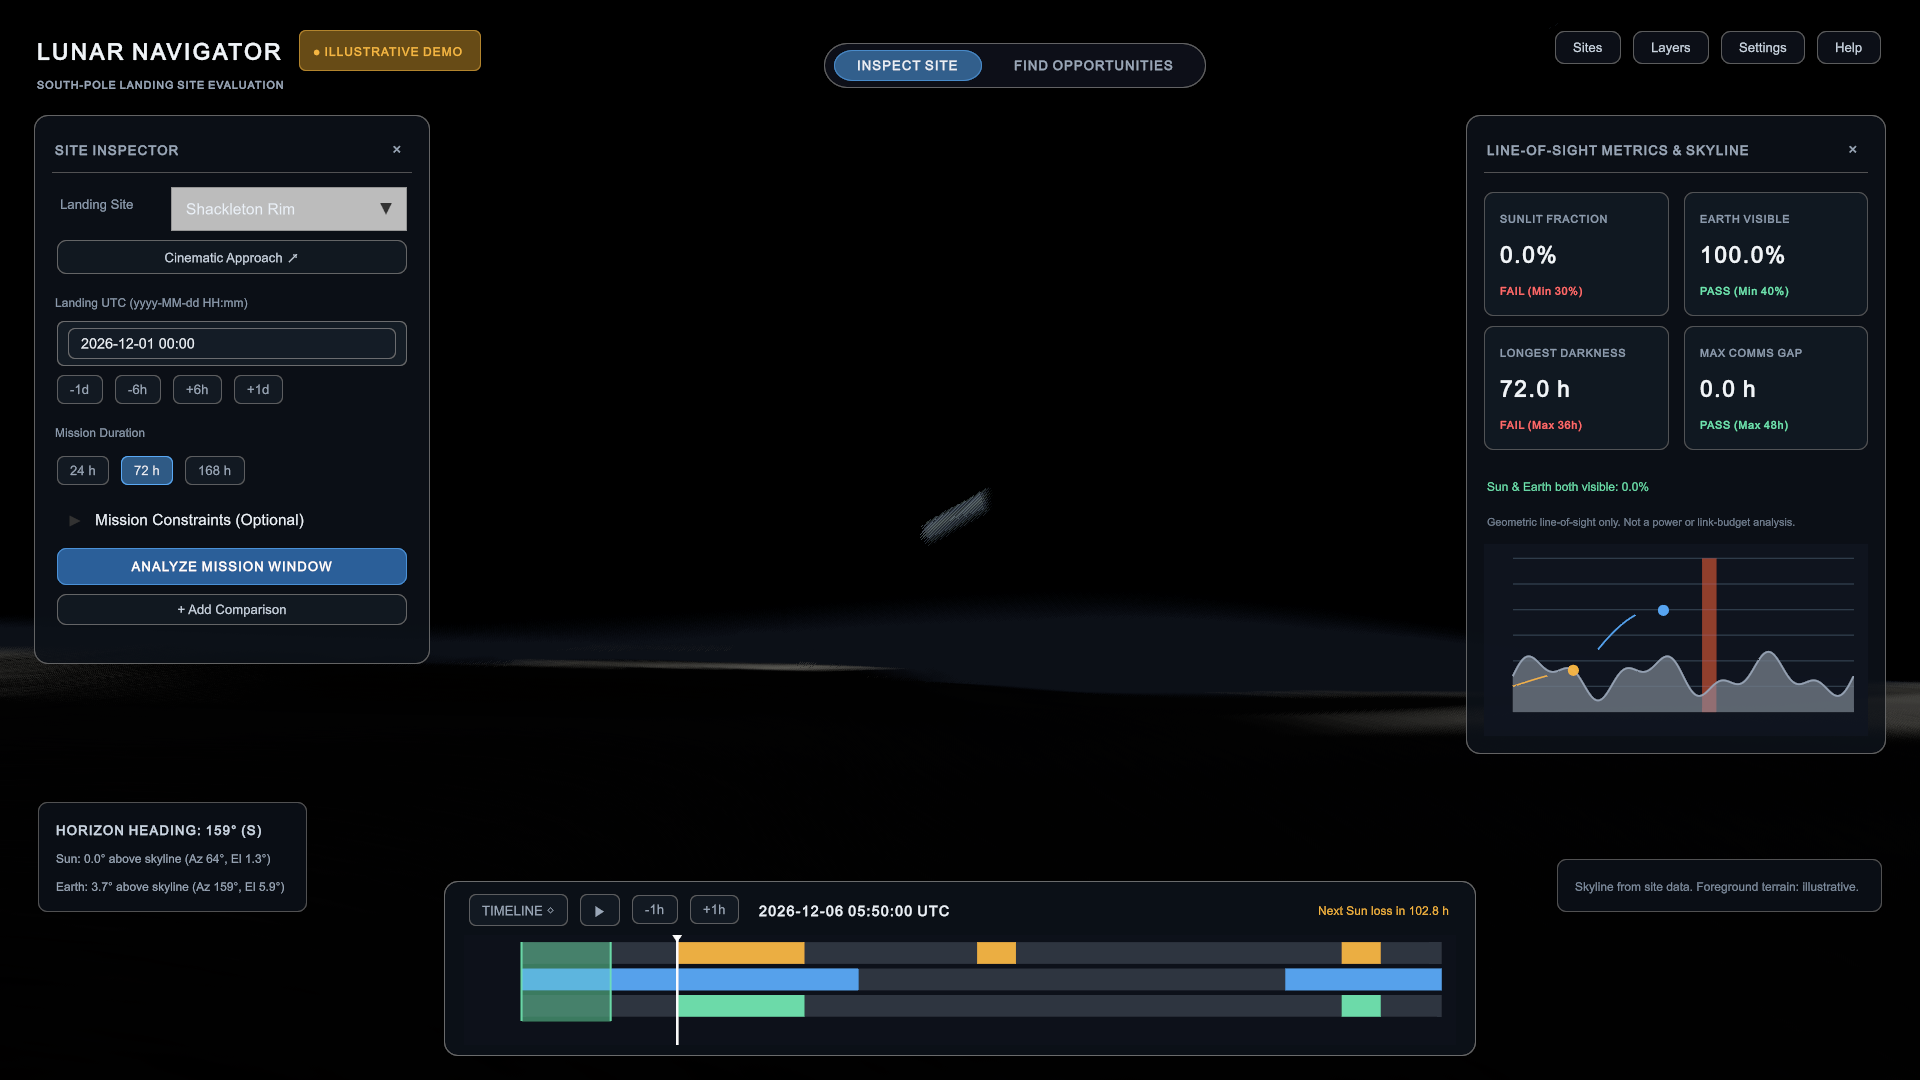 LUNAR NAVIGATOR
● ILLUSTRATIVE DEMO
SOUTH-POLE LANDING SITE EVALUATION
INSPECT SITE
FIND OPPORTUNITIES
Sites
Layers
Settings
Help
SITE INSPECTOR
×
Landing Site
Shackleton Rim
Cinematic Approach ↗
Landing UTC (yyyy-MM-dd HH:mm)
2026-12-01 00:00
-1d
-6h
+6h
+1d
Mission Duration
24 h
72 h
168 h
Mission Constraints (Optional)
ANALYZE MISSION WINDOW
+ Add Comparison
LINE-OF-SIGHT METRICS & SKYLINE
×
SUNLIT FRACTION
0.0%
FAIL (Min 30%)
EARTH VISIBLE
100.0%
PASS (Min 40%)
LONGEST DARKNESS
72.0 h
FAIL (Max 36h)
MAX COMMS GAP
0.0 h
PASS (Max 48h)
Sun & Earth both visible: 0.0%
Geometric line-of-sight only. Not a power or link-budget analysis.
HORIZON HEADING: 159° (S)
Sun: 0.0° above skyline (Az 64°, El 1.3°)
Earth: 3.7° above skyline (Az 159°, El 5.9°)
TIMELINE ◇
-1h
+1h
2026-12-06 05:50:00 UTC
Next Sun loss in 102.8 h
Skyline from site data. Foreground terrain: illustrative.